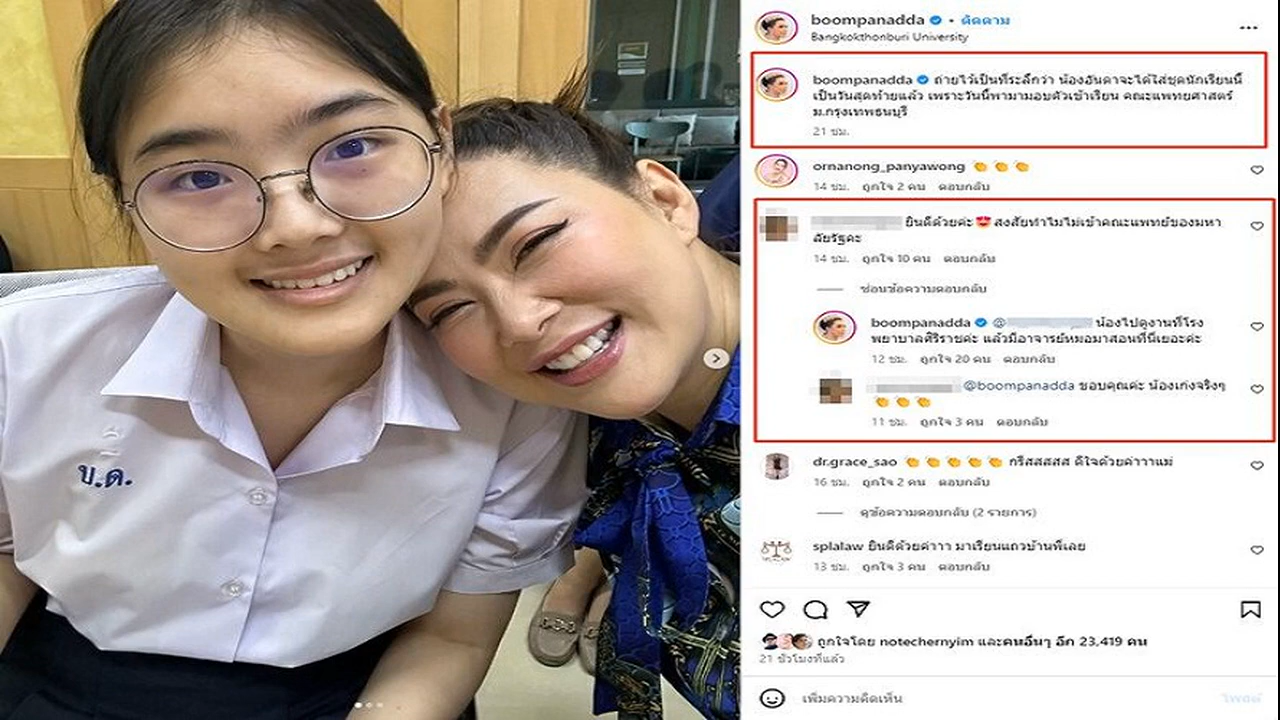 บ.ด.
boompanadda • ติดตาม
Bangkokthonburi University
boompanadda ถ่ายไว้เป็นที่ระลึกว่า น้องอันดาจะได้ใส่ชุดนักเรียนนี้
เป็นวันสุดท้ายแล้ว เพราะวันนี้พามามอบตัวเข้าเรียน คณะแพทยศาสตร์
ม.กรุงเทพธนบุรี
21 ชม.
ornanong_panyawong 👏👏👏
14 ชม. ถูกใจ 2 คน ตอบกลับ
ยินดีด้วยค่ะ😍สงสัยทำไมไม่เข้าคณะแพทย์ของมหา
ลัยรัฐคะ
14 ชม. ถูกใจ 10 คน ตอบกลับ
ซ่อนข้อความตอบกลับ
boompanadda @ น้องไปดูงานที่โรง
พยาบาลศิริราชค่ะ แล้วมีอาจารย์หมอมาสอนที่นี่เยอะค่ะ
12 ชม. ถูกใจ 20 คน ตอบกลับ
@boompanadda ขอบคุณค่ะ น้องเก่งจริงๆ
👏👏👏
11 ชม. ถูกใจ 3 คน ตอบกลับ
dr.grace_sao 👏👏👏👏👏 กรี๊สสสสส ดีใจด้วยค่าาาแม่
16 ชม. ถูกใจ 2 คน ตอบกลับ
ดูข้อความตอบกลับ (2 รายการ)
splalaw ยินดีด้วยค่าาา มาเรียนแถวบ้านพี่เลย
13 ชม. ถูกใจ 3 คน ตอบกลับ
ถูกใจโดย notechernyim และคนอื่นๆ อีก 23,419 คน
21 ชั่วโมงที่แล้ว
เพิ่มความคิดเห็น
โพสต์